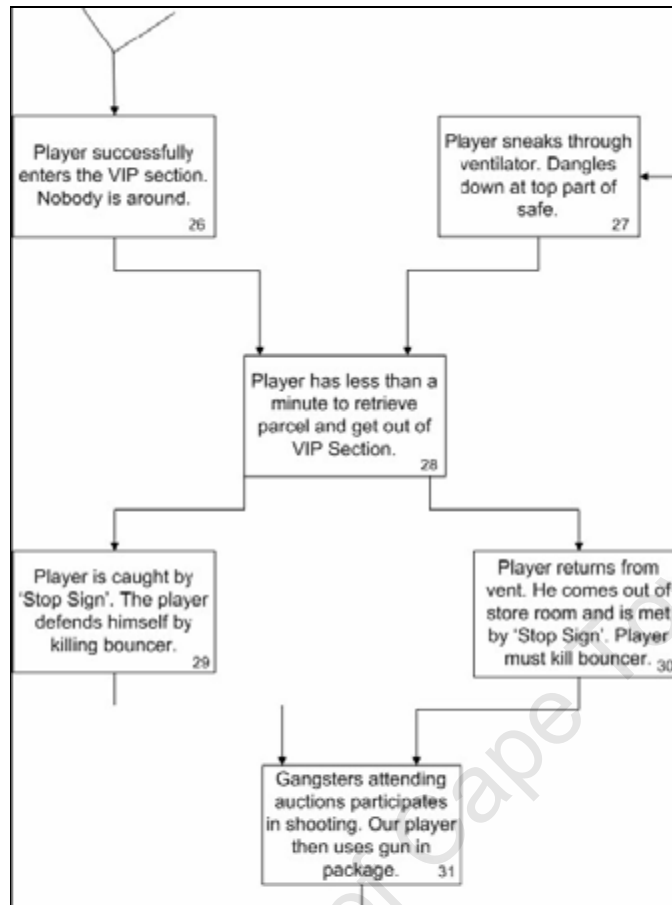 Player successfully
enters the VIP section.
Nobody is around.
26
Player sneaks through
ventilator. Dangles
down at top part of
safe.
27
Player has less than a
minute to retrieve
parcel and get out of
VIP Section.
28
Player is caught by
'Stop Sign'. The player
defends himself by
killing bouncer.
29
Player returns from
vent. He comes out of
store room and is met
by 'Stop Sign'. Player
must kill bouncer.
30
Gangsters attending
auctions participates
in shooting. Our player
then uses gun in
package.
31
of Cape To